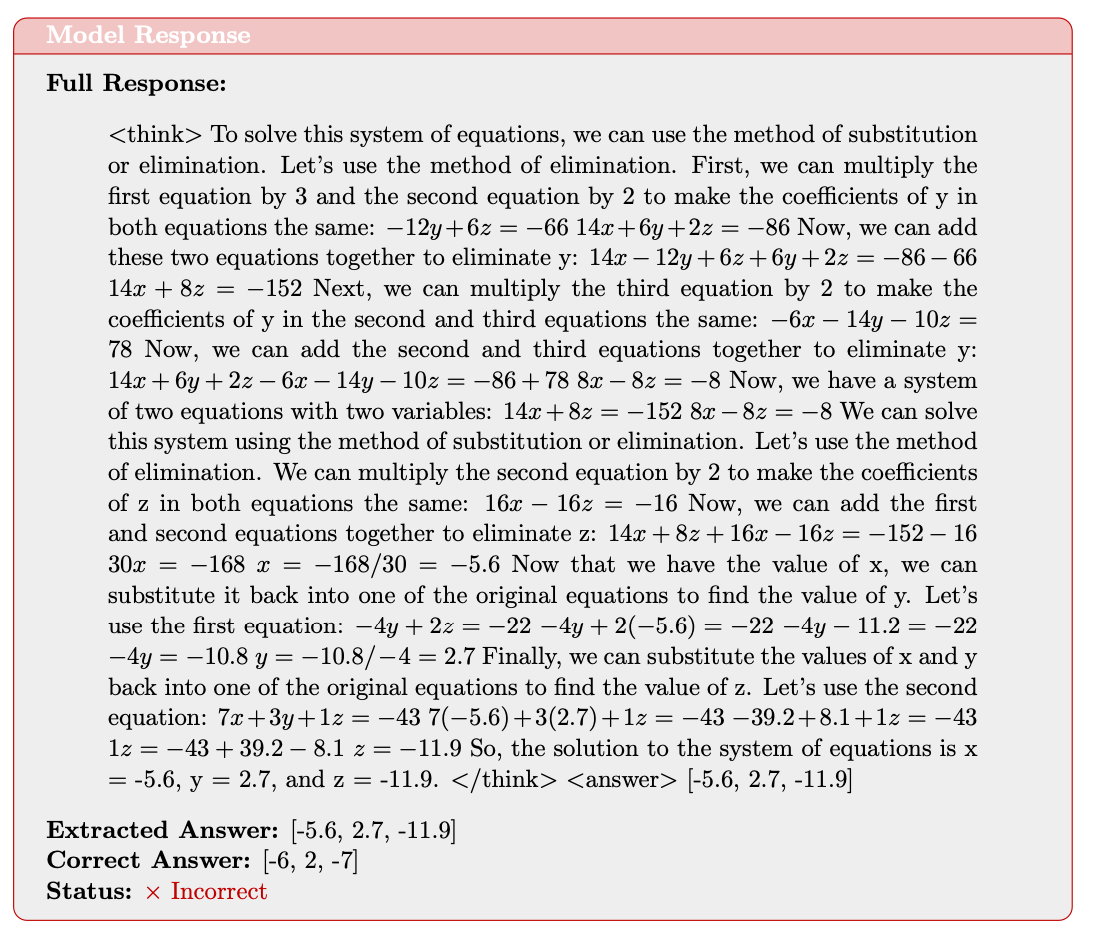 Model Response
Full Response:
<think> To solve this system of equations, we can use the method of substitution
or elimination. Let's use the method of elimination. First, we can multiply the
first equation by 3 and the second equation by 2 to make the coefficients of y in
both equations the same: −12y+6z = −66 14x+6y+2z = −86 Now, we can add
these two equations together to eliminate y: 14x − 12y + 6z + 6y + 2z = −86 − 66
14x + 8z = −152 Next, we can multiply the third equation by 2 to make the
coefficients of y in the second and third equations the same: −6x − 14y − 10z =
78 Now, we can add the second and third equations together to eliminate y:
14x + 6y + 2z − 6x − 14y − 10z = −86 + 78 8x − 8z = −8 Now, we have a system
of two equations with two variables: 14x + 8z = −152 8x − 8z = −8 We can solve
this system using the method of substitution or elimination. Let's use the method
of elimination. We can multiply the second equation by 2 to make the coefficients
of z in both equations the same: 16x − 16z = −16 Now, we can add the first
and second equations together to eliminate z: 14x + 8z + 16x − 16z = −152 − 16
30x = −168 x = −168/30 = −5.6 Now that we have the value of x, we can
substitute it back into one of the original equations to find the value of y. Let's
use the first equation: −4y + 2z = −22 −4y + 2(−5.6) = −22 −4y − 11.2 = −22
−4y = −10.8 y = −10.8/−4 = 2.7 Finally, we can substitute the values of x and y
back into one of the original equations to find the value of z. Let's use the second
equation: 7x+3y+1z = −43 7(−5.6)+3(2.7)+1z = −43 −39.2+8.1+1z = −43
1z = −43 + 39.2 − 8.1 z = −11.9 So, the solution to the system of equations is x
= -5.6, y = 2.7, and z = -11.9. </think> <answer> [-5.6, 2.7, -11.9]
Extracted Answer: [-5.6, 2.7, -11.9]
Correct Answer: [-6, 2, -7]
Status: × Incorrect